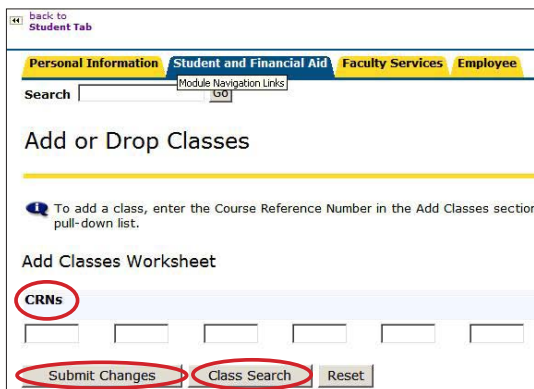 back to
Student Tab
Personal Information Student and Financial Aid Faculty Services Employee
Module Navigation Links
Search Go
Add or Drop Classes
To add a class, enter the Course Reference Number in the Add Classes section
pull-down list.
Add Classes Worksheet
CRNs
Submit Changes Class Search Reset